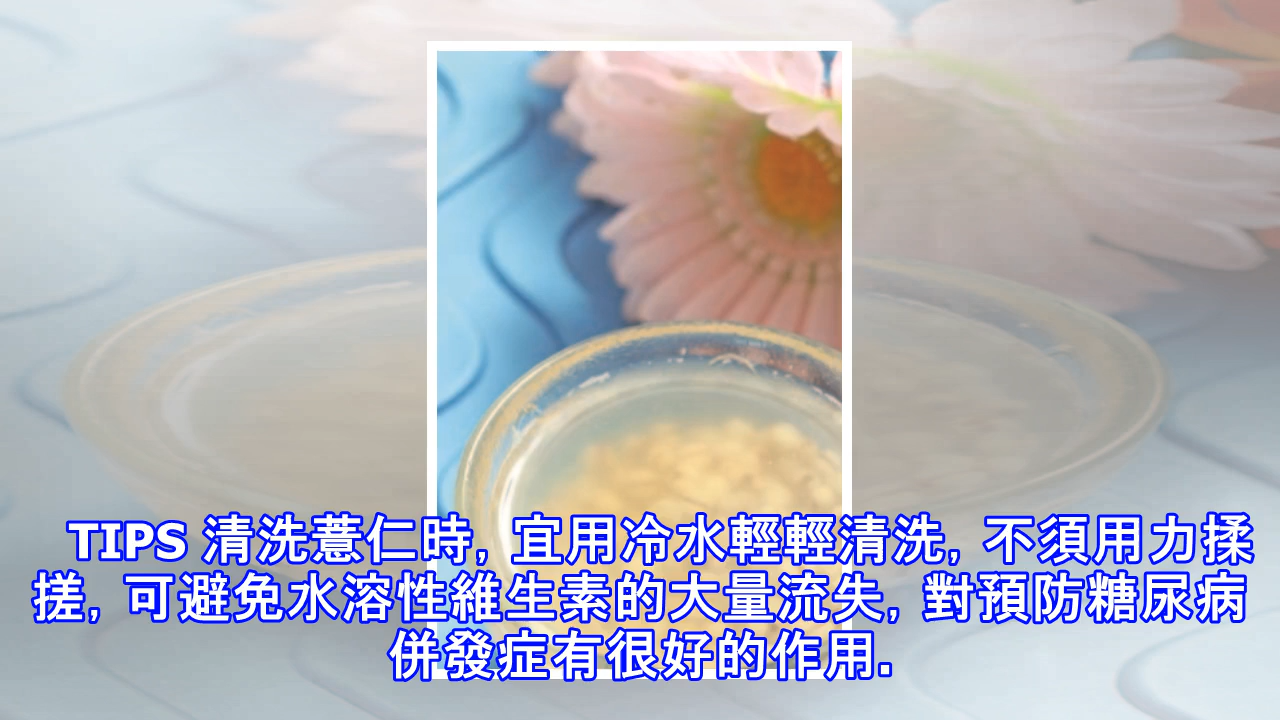 TIPS 清洗薏仁時, 宜用冷水輕輕清洗, 不須用力揉
搓, 可避免水溶性維生素的大量流失, 對預防糖尿病
併發症有很好的作用.